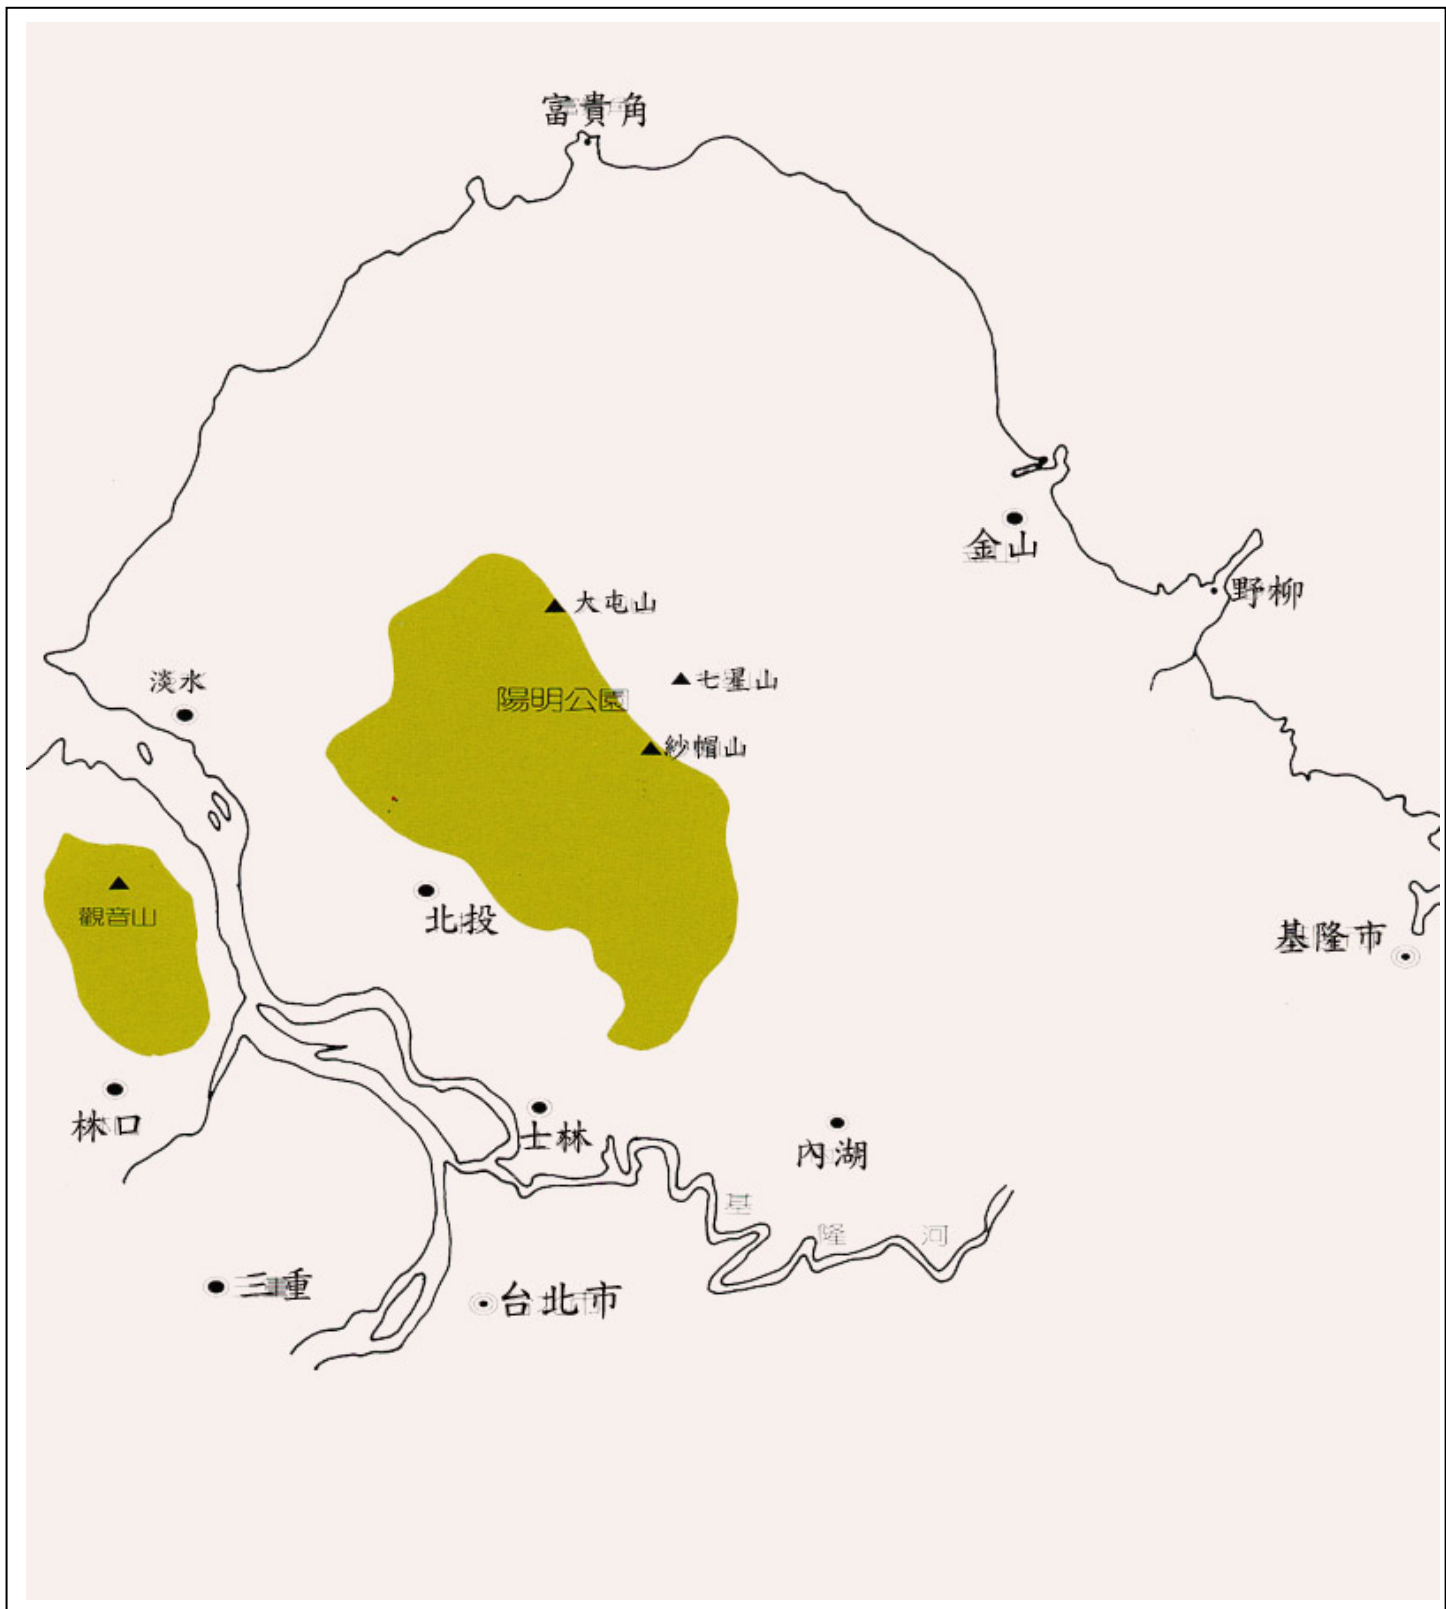 富貴角
金山
野柳
大屯山
七星山
淡水
陽明公園
紗帽山
觀音山
北投
基隆市
林口
士林
內湖
基隆河
三重
台北市